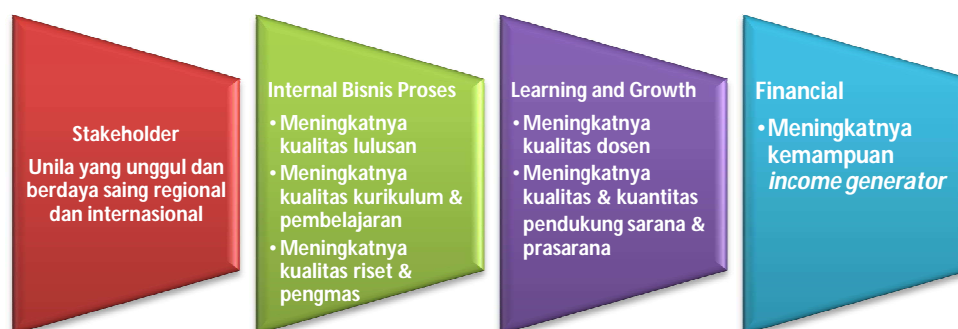 Stakeholder
Unila yang unggul dan
berdaya saing regional
dan internasional
Internal Bisnis Proses
• Meningkatnya
kualitas lulusan
• Meningkatnya
kualitas kurikulum &
pembelajaran
• Meningkatnya
kualitas riset &
pengmas
Learning and Growth
• Meningkatnya
kualitas dosen
• Meningkatnya
kualitas & kuantitas
pendukung sarana &
prasarana
Financial
• Meningkatnya
kemampuan
income generator